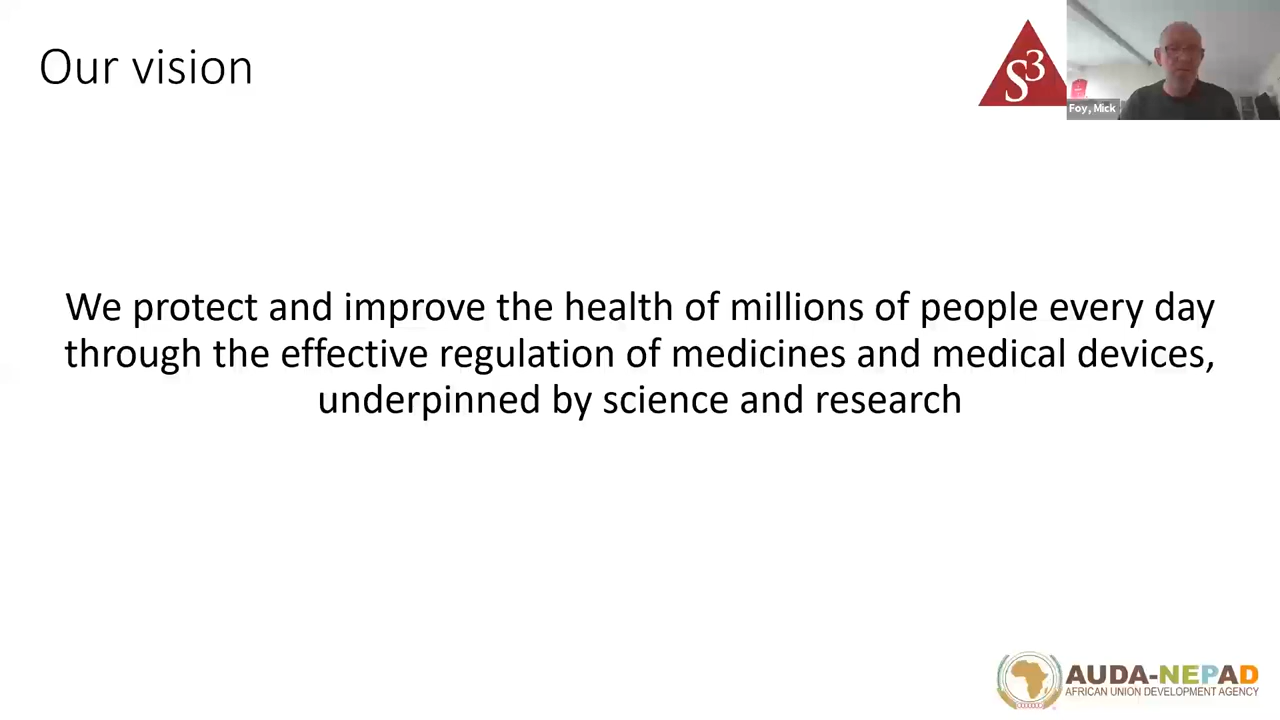 Our vision
S3
Foy, Mick
We protect and improve the health of millions of people every day
through the effective regulation of medicines and medical devices,
underpinned by science and research
AUDA-NEPAD
AFRICAN UNION DEVELOPMENT AGENCY